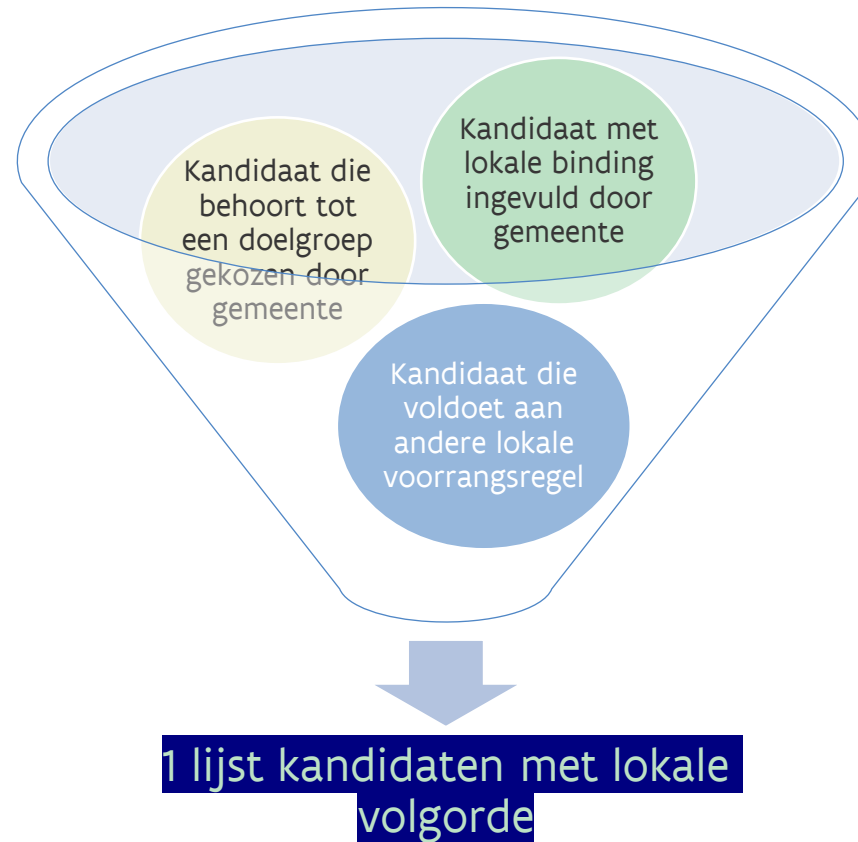 Kandidaat die
behoort tot
een doelgroep
gekozen door
gemeente
Kandidaat met
lokale binding
ingevuld door
gemeente
Kandidaat die
voldoet aan
andere lokale
voorrangsregel
1 lijst kandidaten met lokale
volgorde